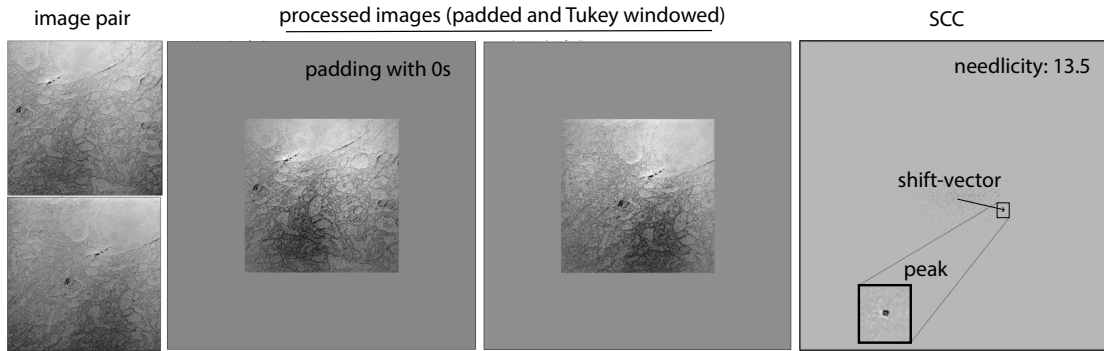 image pair
processed images (padded and Tukey windowed)
SCC
padding with 0s
needlicity: 13.5
shift-vector
peak